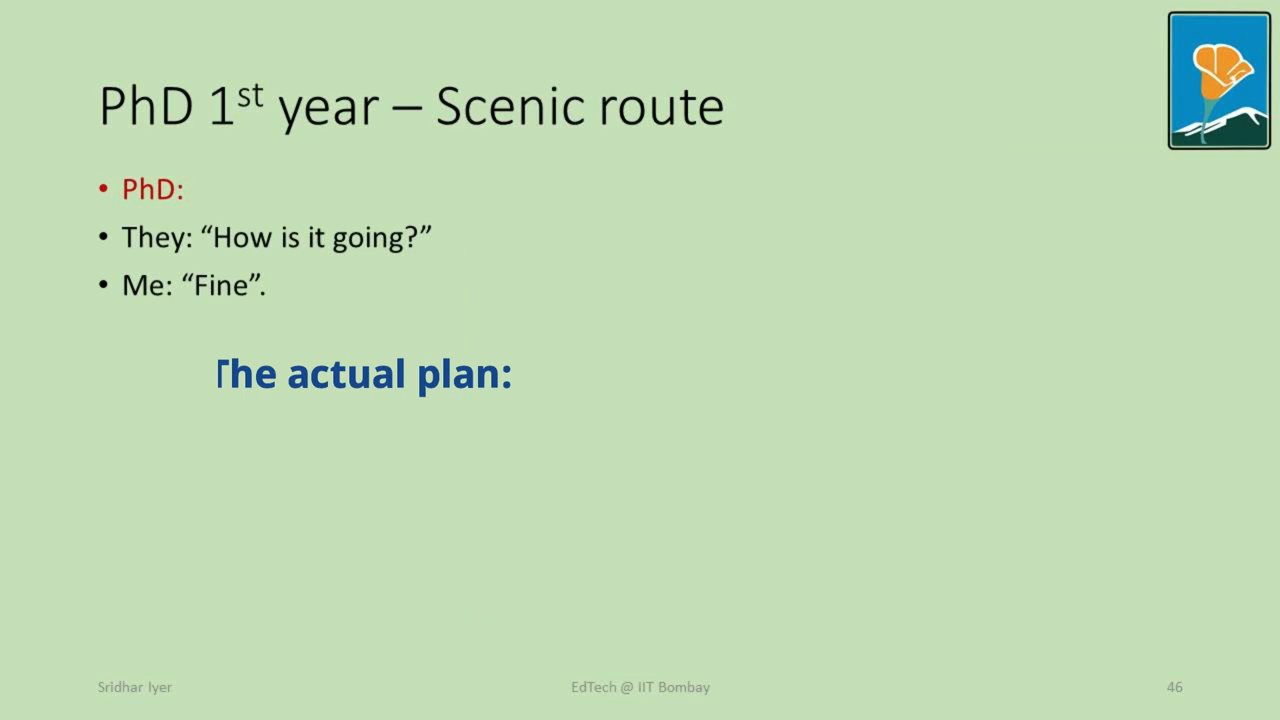 PhD 1st year – Scenic route
• PhD:
• They: “How is it going?”
• Me: “Fine”.
The actual plan:
Sridhar Iyer
EdTech @ IIT Bombay
46